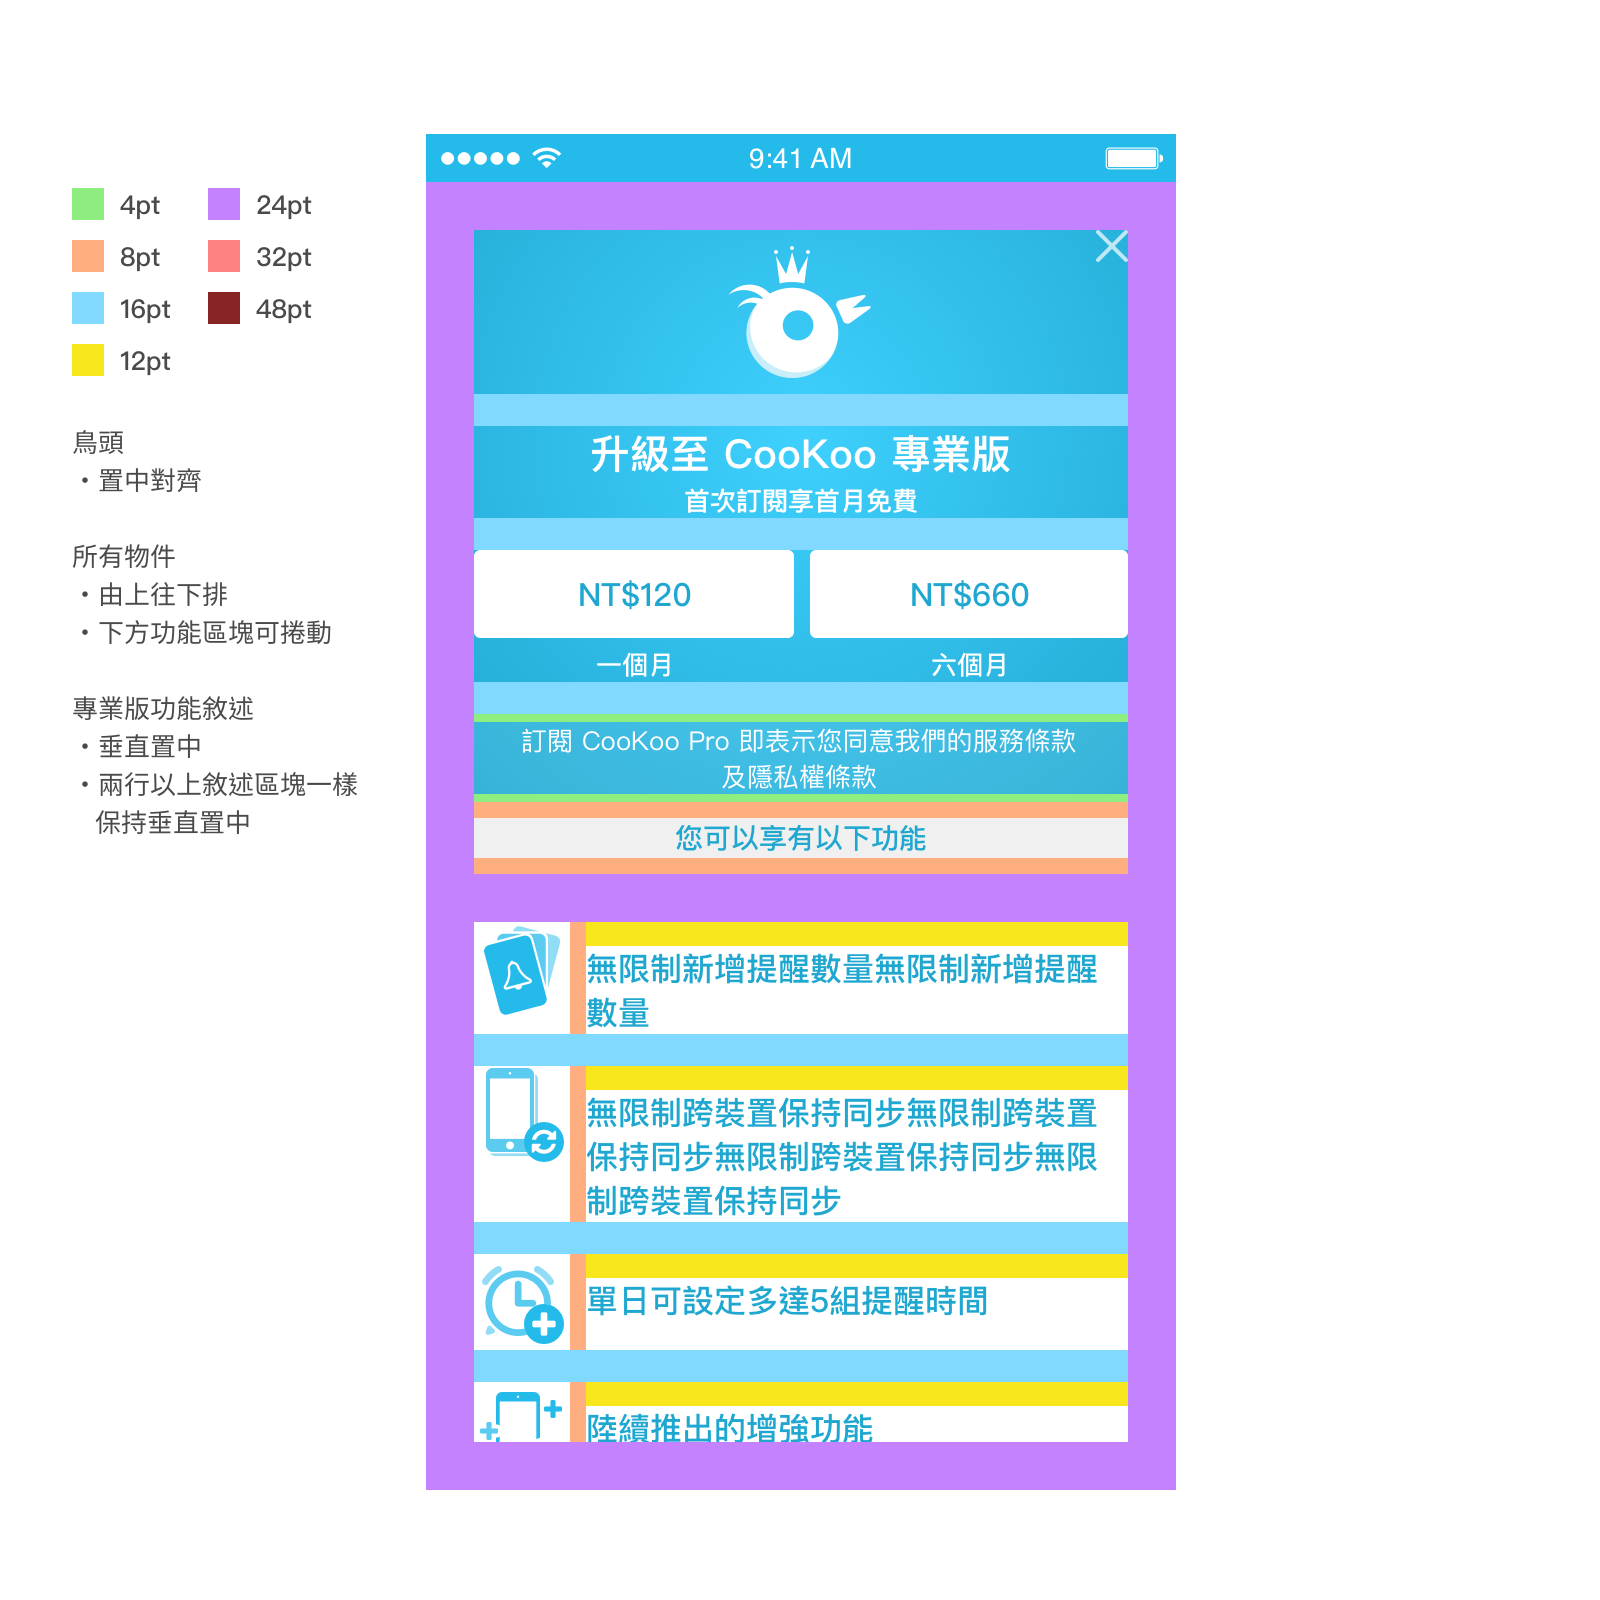 4pt
24pt
8pt
32pt
16pt
48pt
12pt
鳥頭
・置中對齊
所有物件
・由上往下排
・下方功能區塊可捲動
專業版功能敘述
・垂直置中
・兩行以上敘述區塊一樣
保持垂直置中
9:41 AM
升級至 CooKoo 專業版
首次訂閱享首月免費
NT$120
NT$660
一個月
六個月
訂閱 CooKoo Pro 即表示您同意我們的服務條款
及隱私權條款
您可以享有以下功能
無限制新增提醒數量無限制新增提醒
數量
無限制跨裝置保持同步無限制跨裝置
保持同步無限制跨裝置保持同步無限
制跨裝置保持同步
單日可設定多達5組提醒時間
陸續推出的增強功能